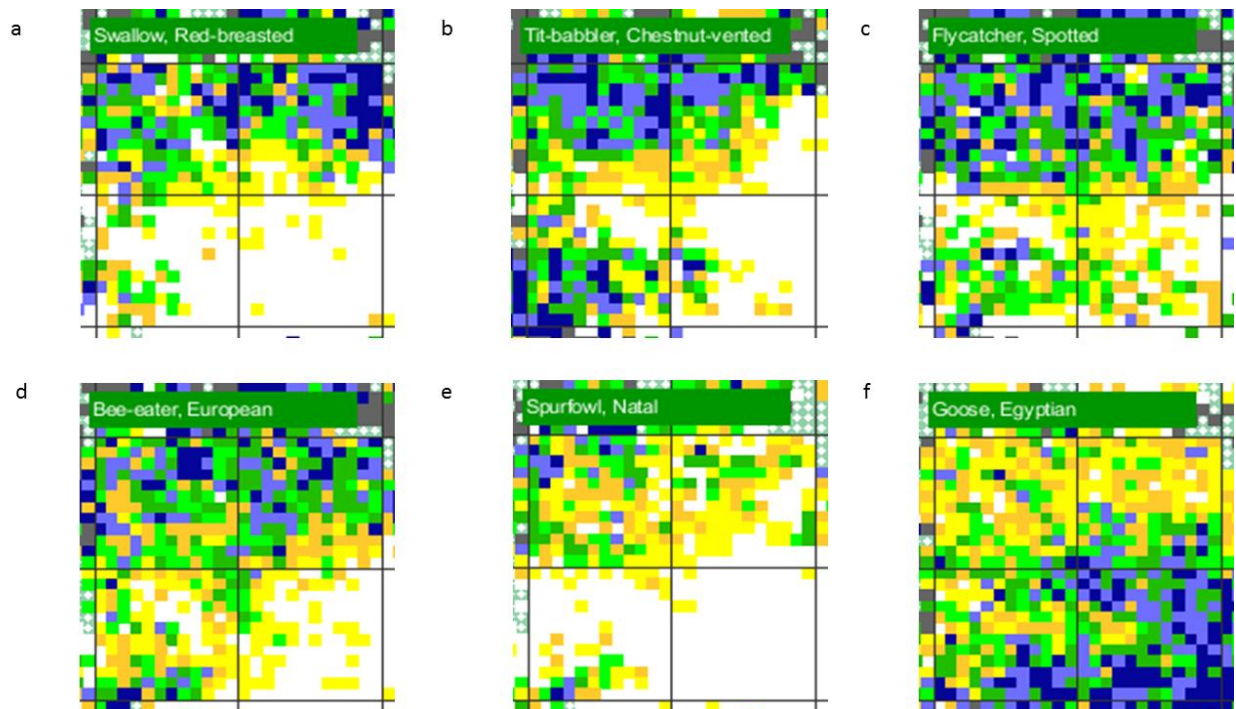 a
Swallow, Red-breasted
b
Tit-babbler, Chestnut-vented
c
Flycatcher, Spotted
d
Bee-eater, European
e
Spurfowl, Natal
f
Goose, Egyptian